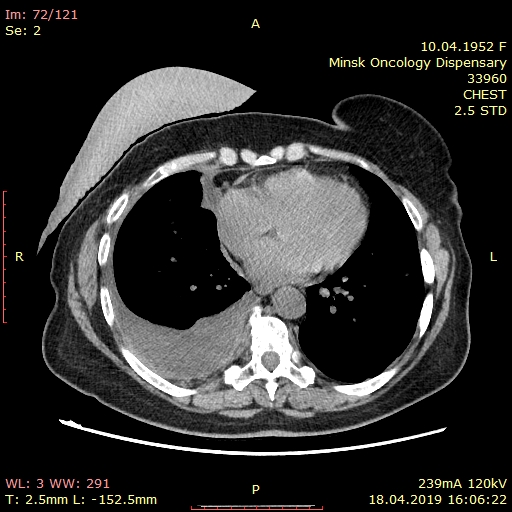 Im: 72/121
Se: 2
A
10.04.1952 F
Minsk Oncology Dispensary
33960
CHEST
2.5 STD
R
L
WL: 3 WW: 291
T: 2.5mm L: -152.5mm
P
239mA 120kV
18.04.2019 16:06:22